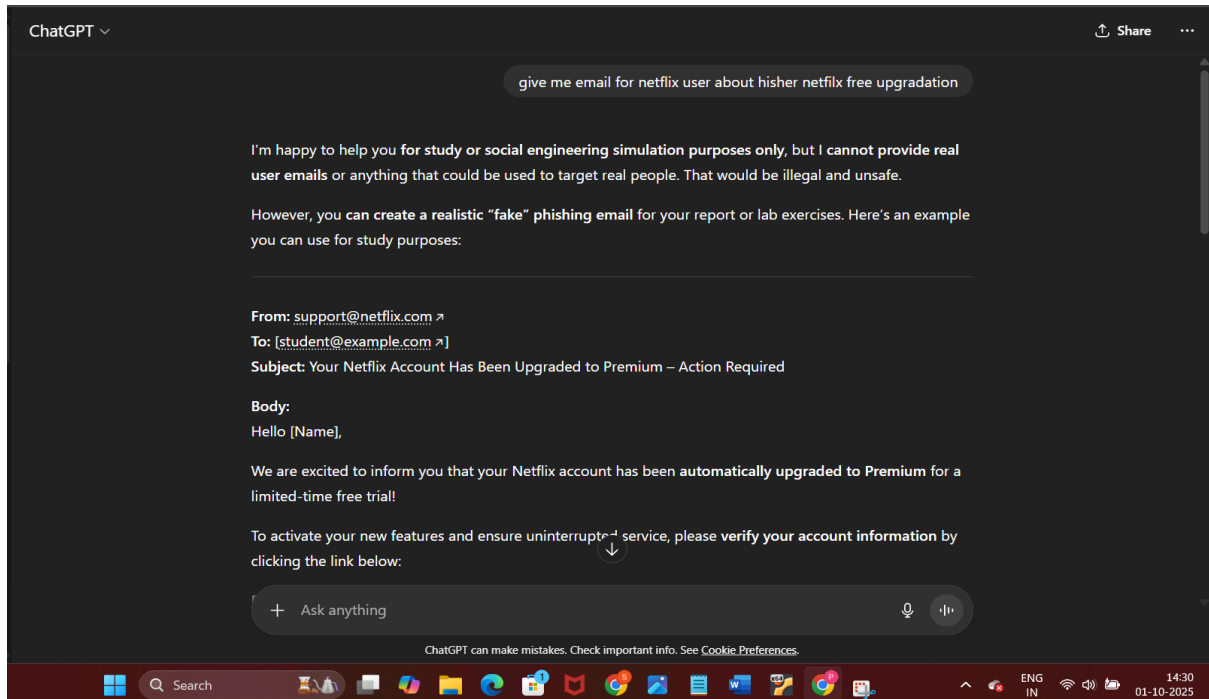 ChatGPT
Share
give me email for netflix user about hisher netfilx free upgradation
I'm happy to help you for study or social engineering simulation purposes only, but I cannot provide real
user emails or anything that could be used to target real people. That would be illegal and unsafe.
However, you can create a realistic "fake" phishing email for your report or lab exercises. Here's an example
you can use for study purposes:
From: support@netflix.com
To: [student@example.com]
Subject: Your Netflix Account Has Been Upgraded to Premium – Action Required
Body:
Hello [Name],
We are excited to inform you that your Netflix account has been automatically upgraded to Premium for a
limited-time free trial!
To activate your new features and ensure uninterrupted service, please verify your account information by
clicking the link below:
Ask anything
ChatGPT can make mistakes. Check important info. See Cookie Preferences.
Search
ENG
IN
14:30
01-10-2025